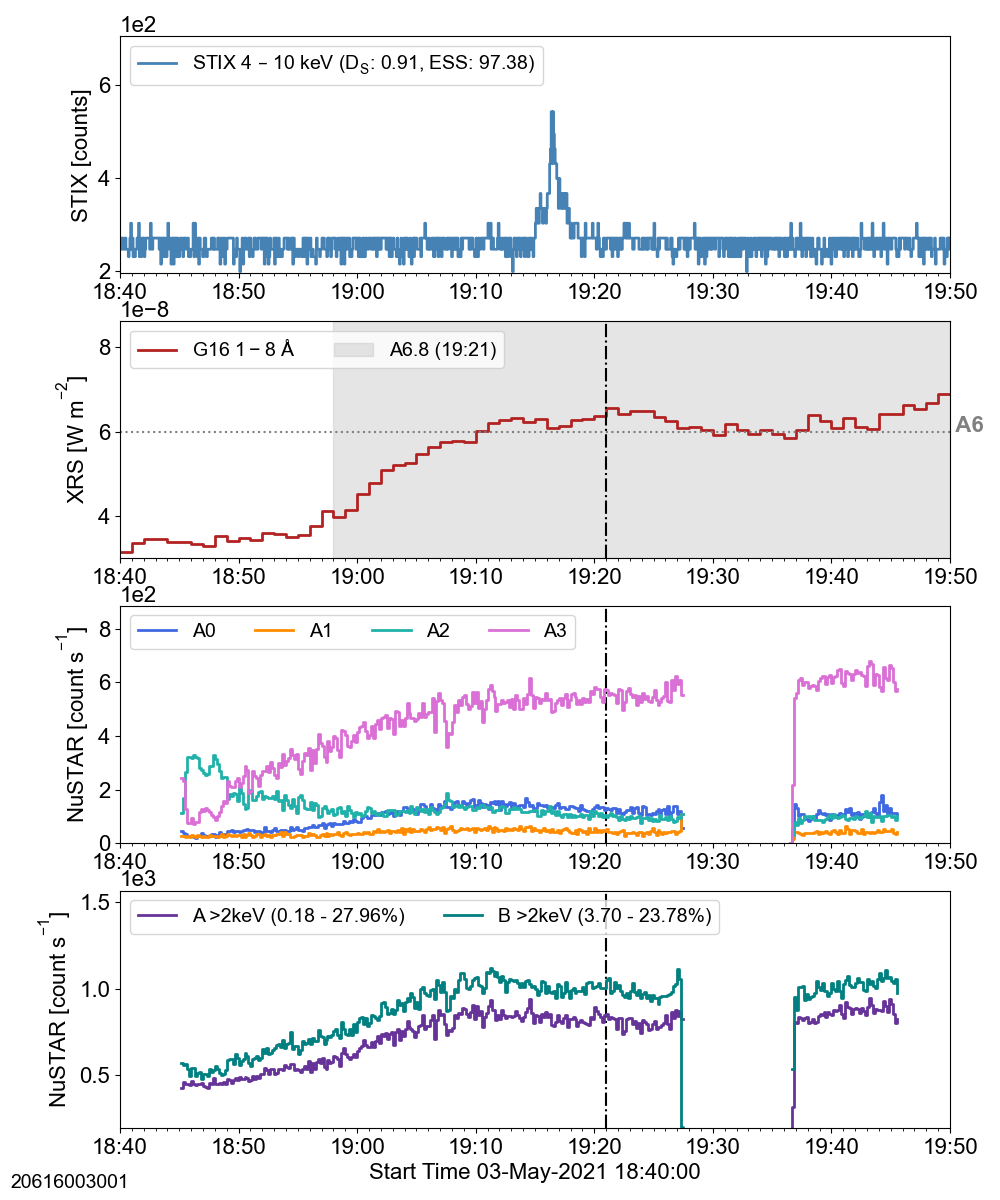 1e2
STIX 4 – 10 keV (DS: 0.91, ESS: 97.38)
STIX [counts]
6
4
2
18:40 18:50 19:00 19:10 19:20 19:30 19:40 19:50
1e−8
G16 1 – 8 Å A6.8 (19:21)
XRS [W m−2]
8
6
4
A6
18:40 18:50 19:00 19:10 19:20 19:30 19:40 19:50
1e2
A0 A1 A2 A3
NuSTAR [count s−1]
8
6
4
2
0
18:40 18:50 19:00 19:10 19:20 19:30 19:40 19:50
1e3
A >2keV (0.18 - 27.96%) B >2keV (3.70 - 23.78%)
NuSTAR [count s−1]
1.5
1.0
0.5
18:40 18:50 19:00 19:10 19:20 19:30 19:40 19:50
Start Time 03-May-2021 18:40:00
20616003001